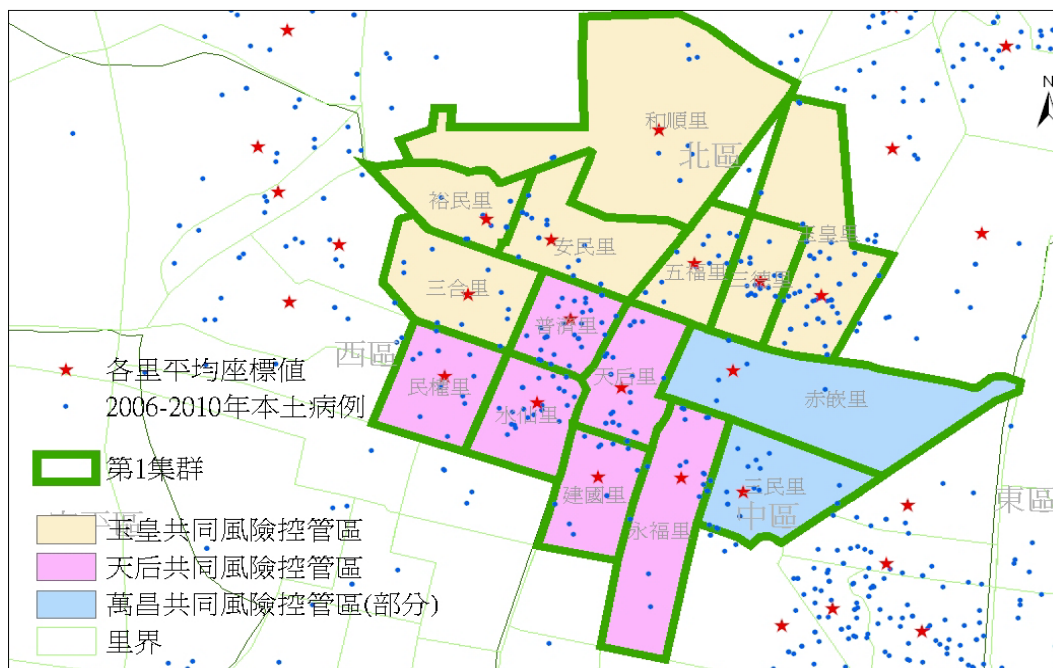 N
和順里
北區
裕民里
玉皇里
安民里
五福里
三德里
三合里
普濟里
西區
天后里
民權里
赤嵌里
水仙里
建國里
三民里
永福里
中區
東區
各里平均座標值
2006-2010年本土病例
第1集群
玉皇共同風險控管區
天后共同風險控管區
萬昌共同風險控管區(部分)
里界